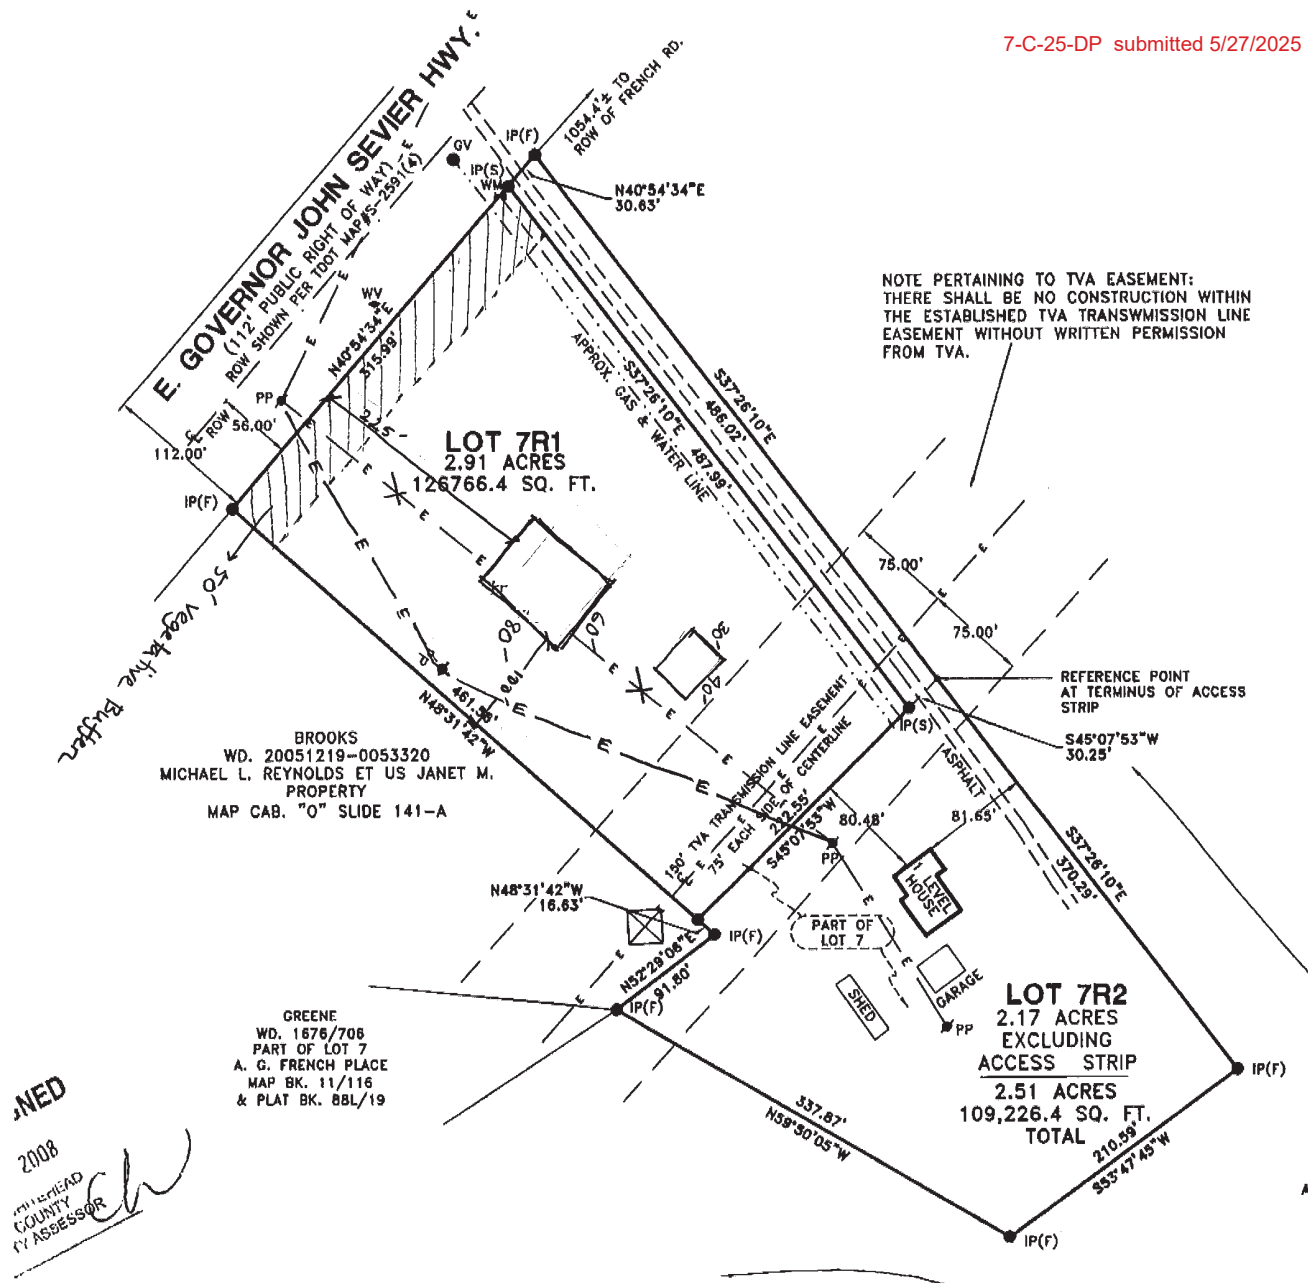 7-C-25-DP submitted 5/27/2025
E. GOVERNOR JOHN SEVIER HWY.
(112' PUBLIC RIGHT OF WAY)
ROW SHOWN PER TDOT MAP#S-2591(4)
E
E
E
E
E
1054.4'± TO
ROW OF FRENCH RD.
IP(F)
GV
IP(S)
WM
N40°54'34"E
30.63'
WV
N40°54'34"E
315.99'
PP
℄ ROW
56.00'
112.00'
IP(F)
225-
LOT 7R1
2.91 ACRES
126766.4 SQ. FT.
NOTE PERTAINING TO TVA EASEMENT:
THERE SHALL BE NO CONSTRUCTION WITHIN
THE ESTABLISHED TVA TRANSWMISSION LINE
EASEMENT WITHOUT WRITTEN PERMISSION
FROM TVA.
APPROX. GAS & WATER LINE
S37°26'10"E 487.99'
S37°26'10"E
486.02'
50' vegetative Buffer
80-
60-
100'
30'
40'
75.00'
75.00'
REFERENCE POINT
AT TERMINUS OF ACCESS
STRIP
IP(S)
S45°07'53"W
30.25'
ASPHALT
461.56'
N48°31'42"W
BROOKS
WD. 20051219-0053320
MICHAEL L. REYNOLDS ET US JANET M.
PROPERTY
MAP CAB. "O" SLIDE 141-A
150' TVA TRANSMISSION LINE EASEMENT
75' EACH SIDE OF CENTERLINE
222.55'
S45°07'53"W
80.48'
81.65'
PP
S37°26'10"E
370.29'
1 LEVEL
HOUSE
N48°31'42"W
16.63'
IP(F)
PART OF
LOT 7
N52°29'06"E
91.80'
IP(F)
SHED
GARAGE
PP
GREENE
WD. 1676/706
PART OF LOT 7
A. G. FRENCH PLACE
MAP BK. 11/116
& PLAT BK. 88L/19
LOT 7R2
2.17 ACRES
EXCLUDING
ACCESS STRIP
2.51 ACRES
109,226.4 SQ. FT.
TOTAL
IP(F)
337.87'
N59°50'05"W
210.59'
S53°47'45"W
IP(F)
2008
COUNTY
ASSESSOR